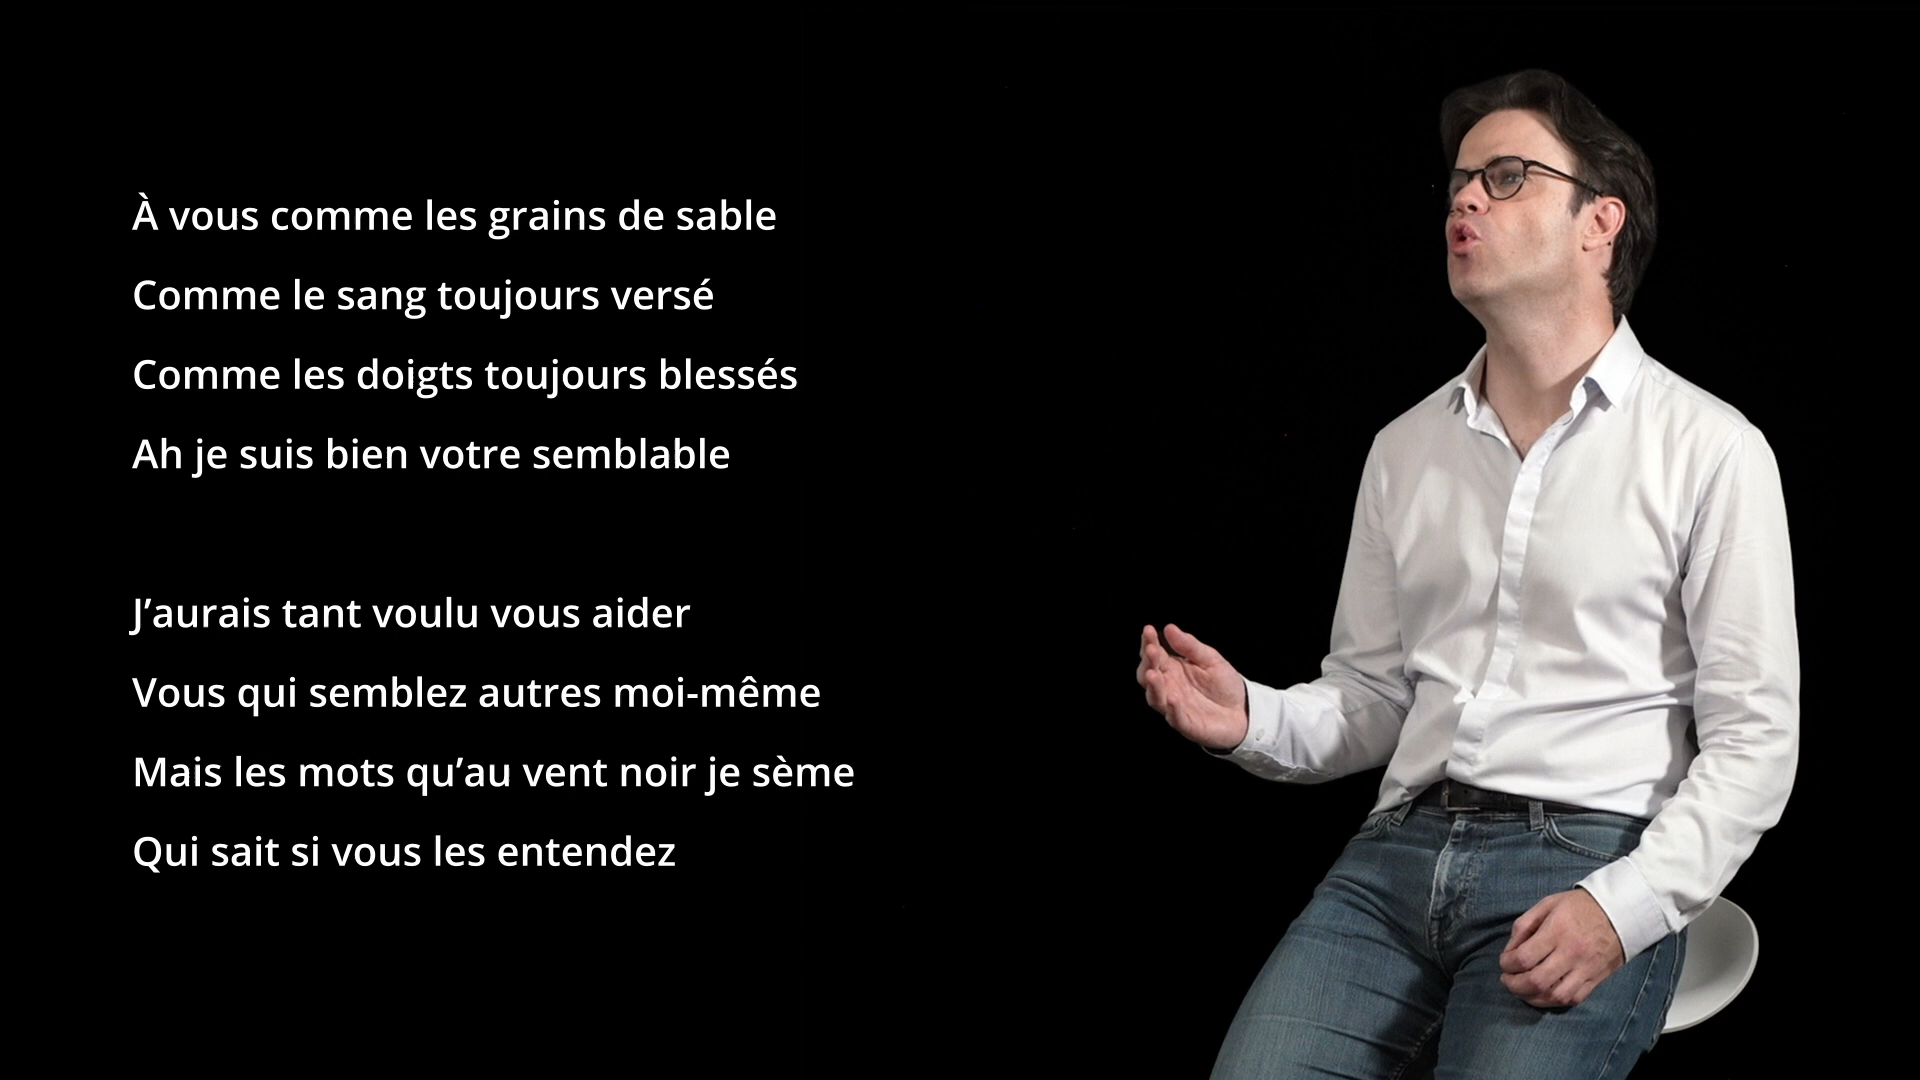 À vous comme les grains de sable
Comme le sang toujours versé
Comme les doigts toujours blessés
Ah je suis bien votre semblable
J’aurais tant voulu vous aider
Vous qui semblez autres moi-même
Mais les mots qu’au vent noir je sème
Qui sait si vous les entendez